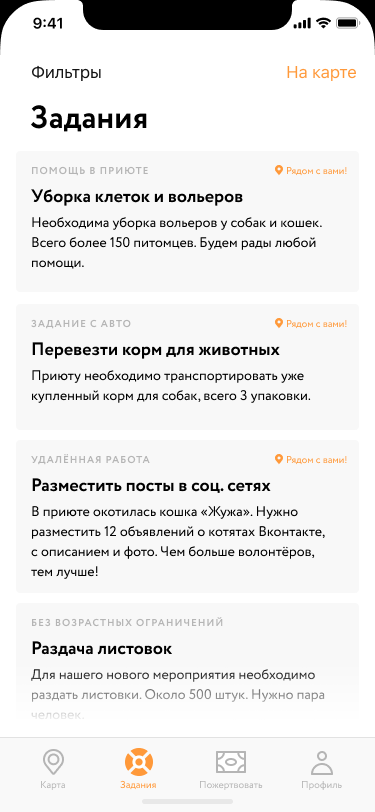 9:41
Фильтры
На карте
Задания
ПОМОЩЬ В ПРИЮТЕ
Рядом с вами!
Уборка клеток и вольеров
Необходима уборка вольеров у собак и кошек.
Всего более 150 питомцев. Будем рады любой
помощи.
ЗАДАНИЕ С АВТО
Рядом с вами!
Перевезти корм для животных
Приюту необходимо транспортировать уже
купленный корм для собак, всего 3 упаковки.
УДАЛЁННАЯ РАБОТА
Рядом с вами!
Разместить посты в соц. сетях
В приюте окотилась кошка «Жужа». Нужно
разместить 12 объявлений о котятах Вконтакте,
с описанием и фото. Чем больше волонтёров,
тем лучше!
БЕЗ ВОЗРАСТНЫХ ОГРАНИЧЕНИЙ
Раздача листовок
Для нашего нового мероприятия необходимо
раздать листовки. Около 500 штук. Нужно пара
человек.
Карта
Задания
Пожертвовать
Профиль